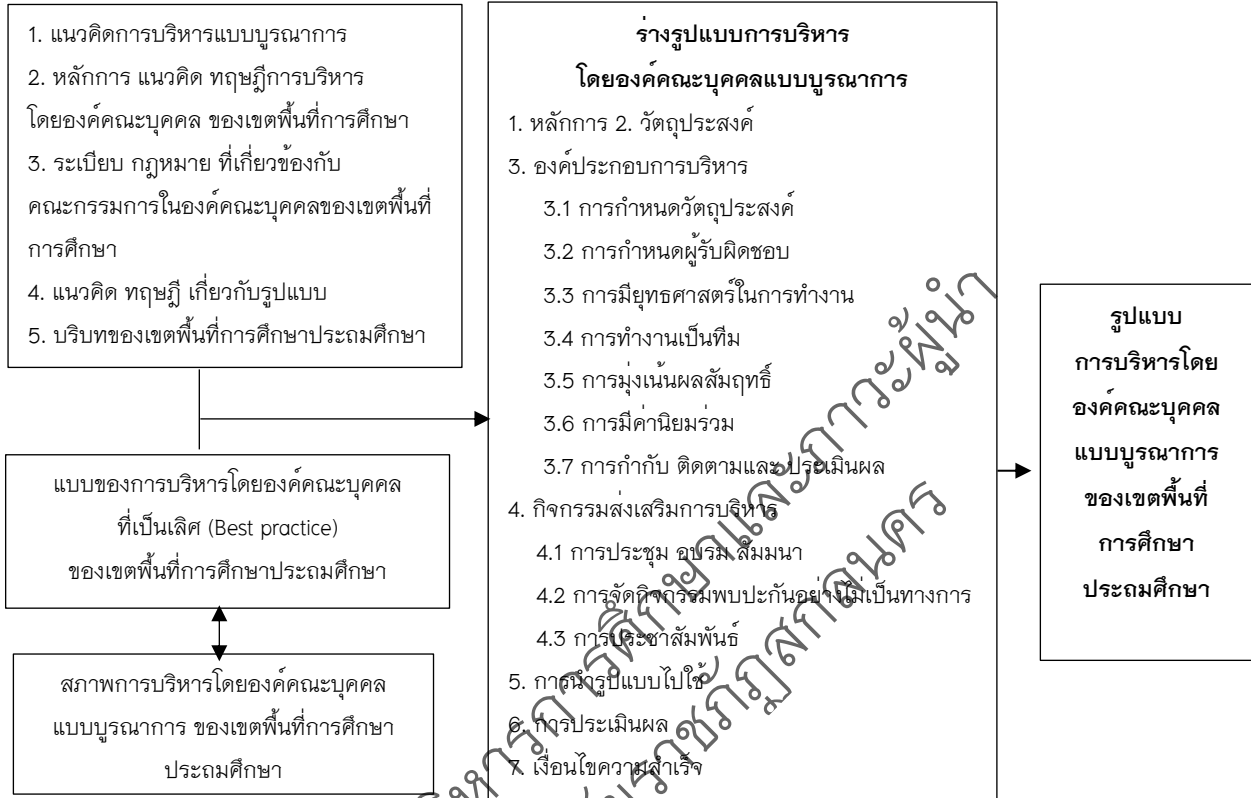 1. แนวคิดการบริหารแบบบูรณาการ
2. หลักการ แนวคิด ทฤษฎีการบริหาร
โดยองค์คณะบุคคล ของเขตพื้นที่การศึกษา
3. ระเบียบ กฎหมาย ที่เกี่ยวข้องกับ
คณะกรรมการในองค์คณะบุคคลของเขตพื้นที่
การศึกษา
4. แนวคิด ทฤษฎี เกี่ยวกับรูปแบบ
5. บริบทของเขตพื้นที่การศึกษาประถมศึกษา
แบบของการบริหารโดยองค์คณะบุคคล
ที่เป็นเลิศ (Best practice)
ของเขตพื้นที่การศึกษาประถมศึกษา
สภาพการบริหารโดยองค์คณะบุคคล
แบบบูรณาการ ของเขตพื้นที่การศึกษา
ประถมศึกษา
ร่างรูปแบบการบริหาร
โดยองค์คณะบุคคลแบบบูรณาการ
1. หลักการ 2. วัตถุประสงค์
3. องค์ประกอบการบริหาร
3.1 การกำหนดวัตถุประสงค์
3.2 การกำหนดผู้รับผิดชอบ
3.3 การมียุทธศาสตร์ในการทำงาน
3.4 การทำงานเป็นทีม
3.5 การมุ่งเน้นผลสัมฤทธิ์
3.6 การมีค่านิยมร่วม
3.7 การกำกับ ติดตามและ ประเมินผล
4. กิจกรรมส่งเสริมการบริหาร
4.1 การประชุม อบรม สัมมนา
4.2 การจัดกิจกรรมพบปะกันอย่างไม่เป็นทางการ
4.3 การประชาสัมพันธ์
5. การนำรูปแบบไปใช้
6. การประเมินผล
7. เงื่อนไขความสำเร็จ
รูปแบบ
การบริหารโดย
องค์คณะบุคคล
แบบบูรณาการ
ของเขตพื้นที่
การศึกษา
ประถมศึกษา
หารการศึกษาและภาวะผู้นำ
ราชภัฏสกลนคร